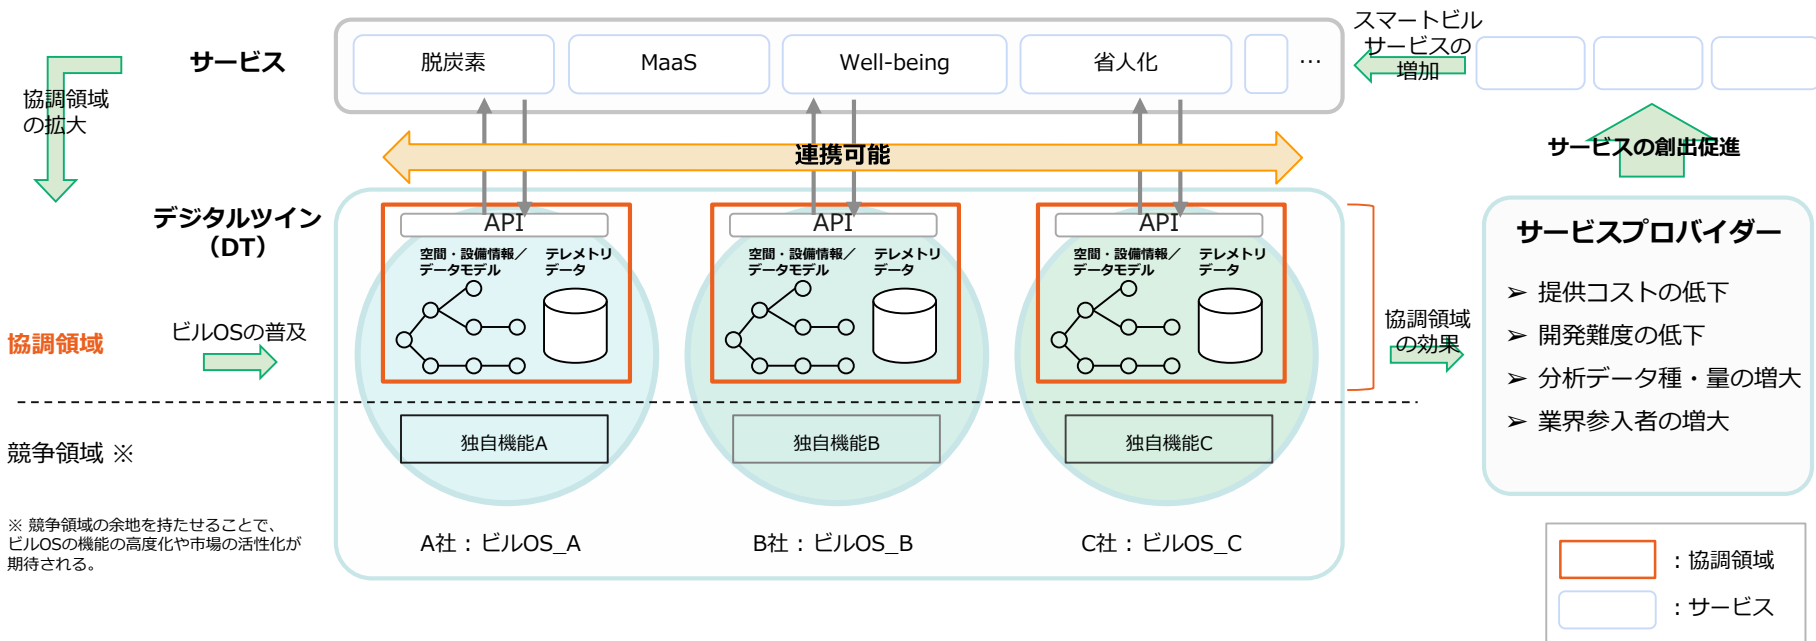 サービス
脱炭素
MaaS
Well-being
省人化
…
スマートビル
サービスの
増加
協調領域
の拡大
連携可能
サービスの創出促進
デジタルツイン
（DT）
API
空間・設備情報／
データモデル
テレメトリ
データ
API
空間・設備情報／
データモデル
テレメトリ
データ
API
空間・設備情報／
データモデル
テレメトリ
データ
協調領域
ビルOSの普及
協調領域
の効果
サービスプロバイダー
➢ 提供コストの低下
➢ 開発難度の低下
➢ 分析データ種・量の増大
➢ 業界参入者の増大
競争領域 ※
独自機能A
独自機能B
独自機能C
※ 競争領域の余地を持たせることで、
ビルOSの機能の高度化や市場の活性化が
期待される。
A社：ビルOS_A
B社：ビルOS_B
C社：ビルOS_C
：協調領域
：サービス